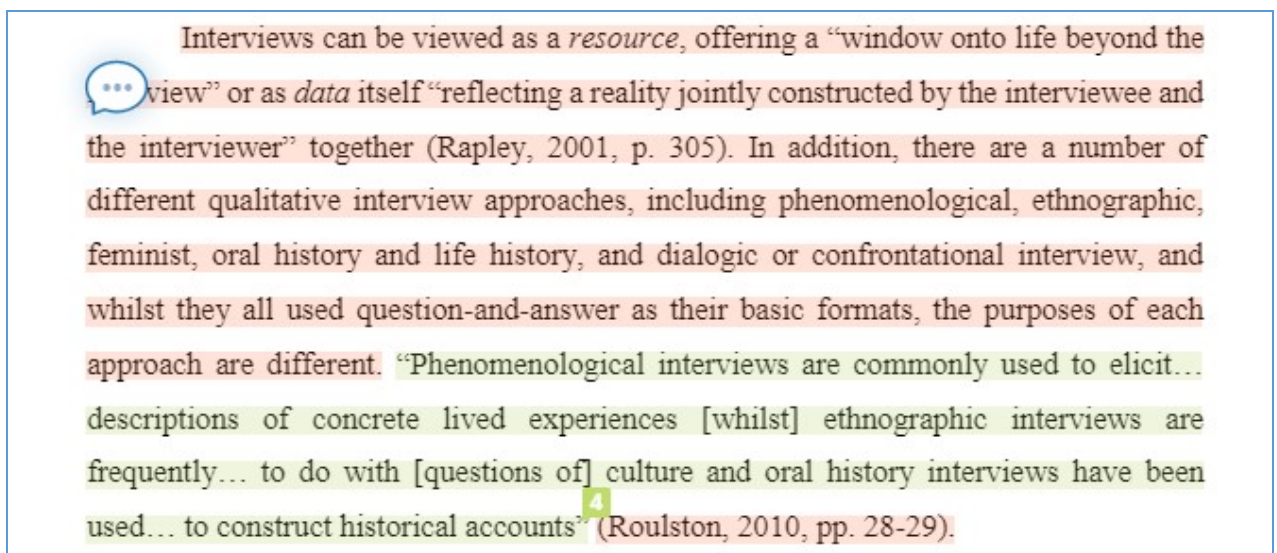 Interviews can be viewed as a resource, offering a “window onto life beyond the
view” or as data itself “reflecting a reality jointly constructed by the interviewee and
the interviewer” together (Rapley, 2001, p. 305). In addition, there are a number of
different qualitative interview approaches, including phenomenological, ethnographic,
feminist, oral history and life history, and dialogic or confrontational interview, and
whilst they all used question-and-answer as their basic formats, the purposes of each
approach are different. “Phenomenological interviews are commonly used to elicit…
descriptions of concrete lived experiences [whilst] ethnographic interviews are
frequently… to do with [questions of] culture and oral history interviews have been
4
used… to construct historical accounts” (Roulston, 2010, pp. 28-29).